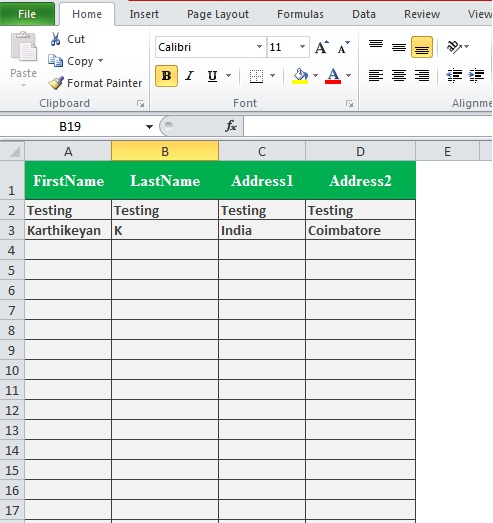 File Home Insert Page Layout Formulas Data Review View
Cut
Copy
Format Painter
Paste
Calibri 11 A A
B I U A
Clipboard Font Alignme
B19 fx
A B C D E
1 FirstName LastName Address1 Address2
2 Testing Testing Testing Testing
3 Karthikeyan K India Coimbatore
4
5
6
7
8
9
10
11
12
13
14
15
16
17